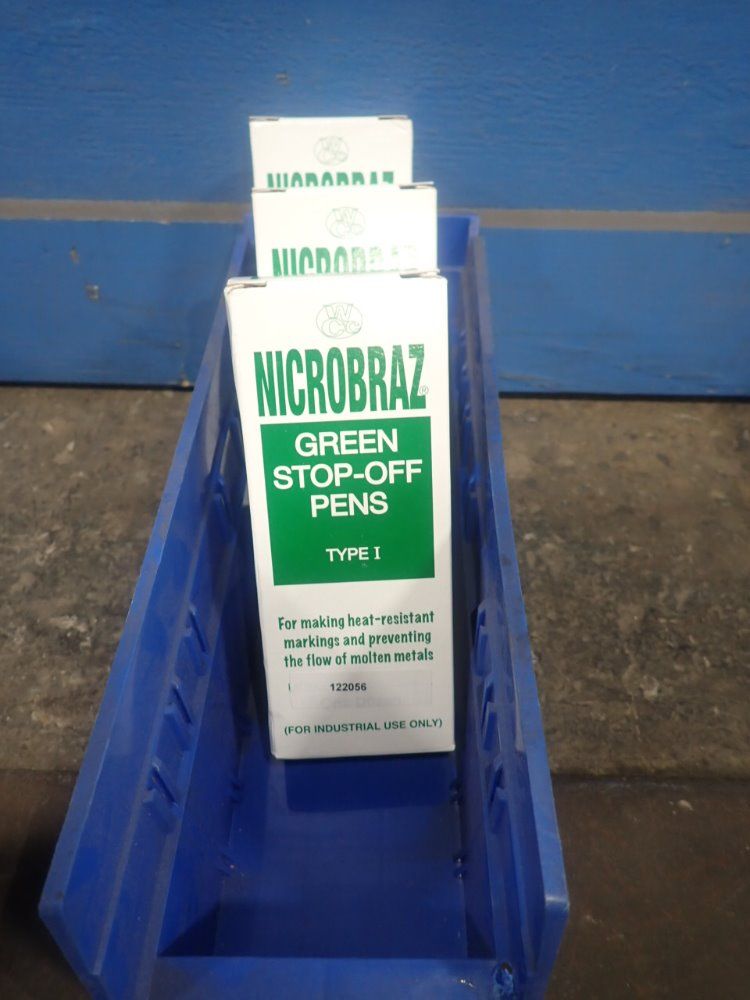 NICROBRAZ
NICROBRAZ
WCC
NICROBRAZ®
GREEN
STOP-OFF
PENS
TYPE I
For making heat-resistant
markings and preventing
the flow of molten metals
122056
(FOR INDUSTRIAL USE ONLY)